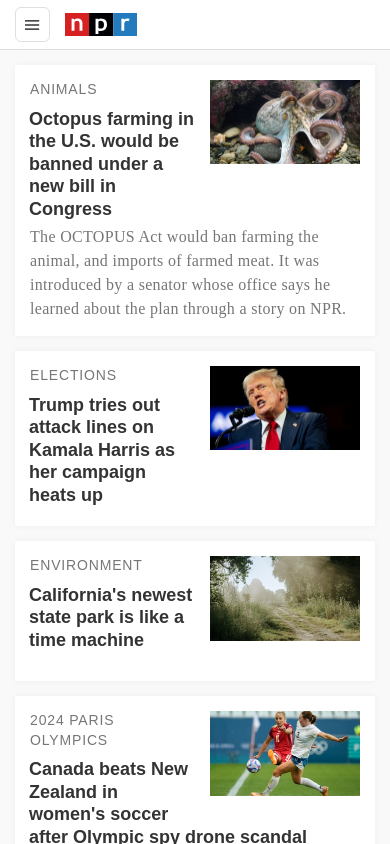 npr
ANIMALS
Octopus farming in
the U.S. would be
banned under a
new bill in
Congress
The OCTOPUS Act would ban farming the
animal, and imports of farmed meat. It was
introduced by a senator whose office says he
learned about the plan through a story on NPR.
ELECTIONS
Trump tries out
attack lines on
Kamala Harris as
her campaign
heats up
ENVIRONMENT
California's newest
state park is like a
time machine
2024 PARIS
OLYMPICS
Canada beats New
Zealand in
women's soccer
after Olympic spy drone scandal